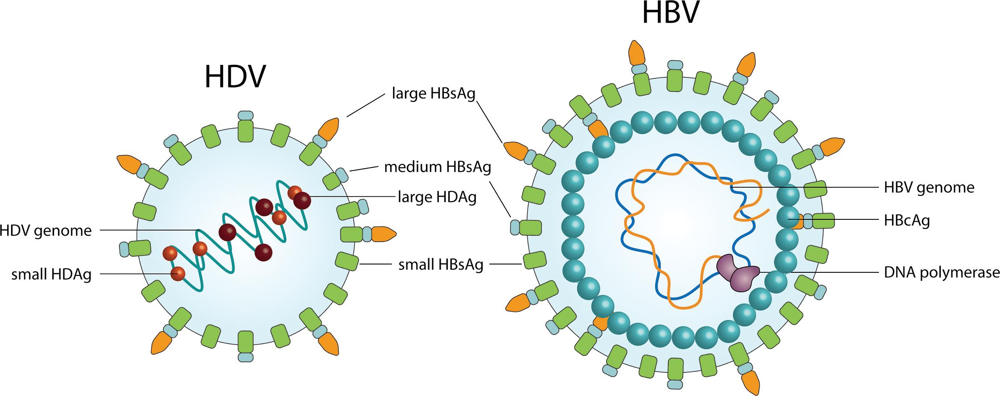 HBV
HDV
large HBsAg
medium HBsAg
large HDAg
HDV genome
small HBsAg
small HDAg
HBV genome
HBcAg
DNA polymerase